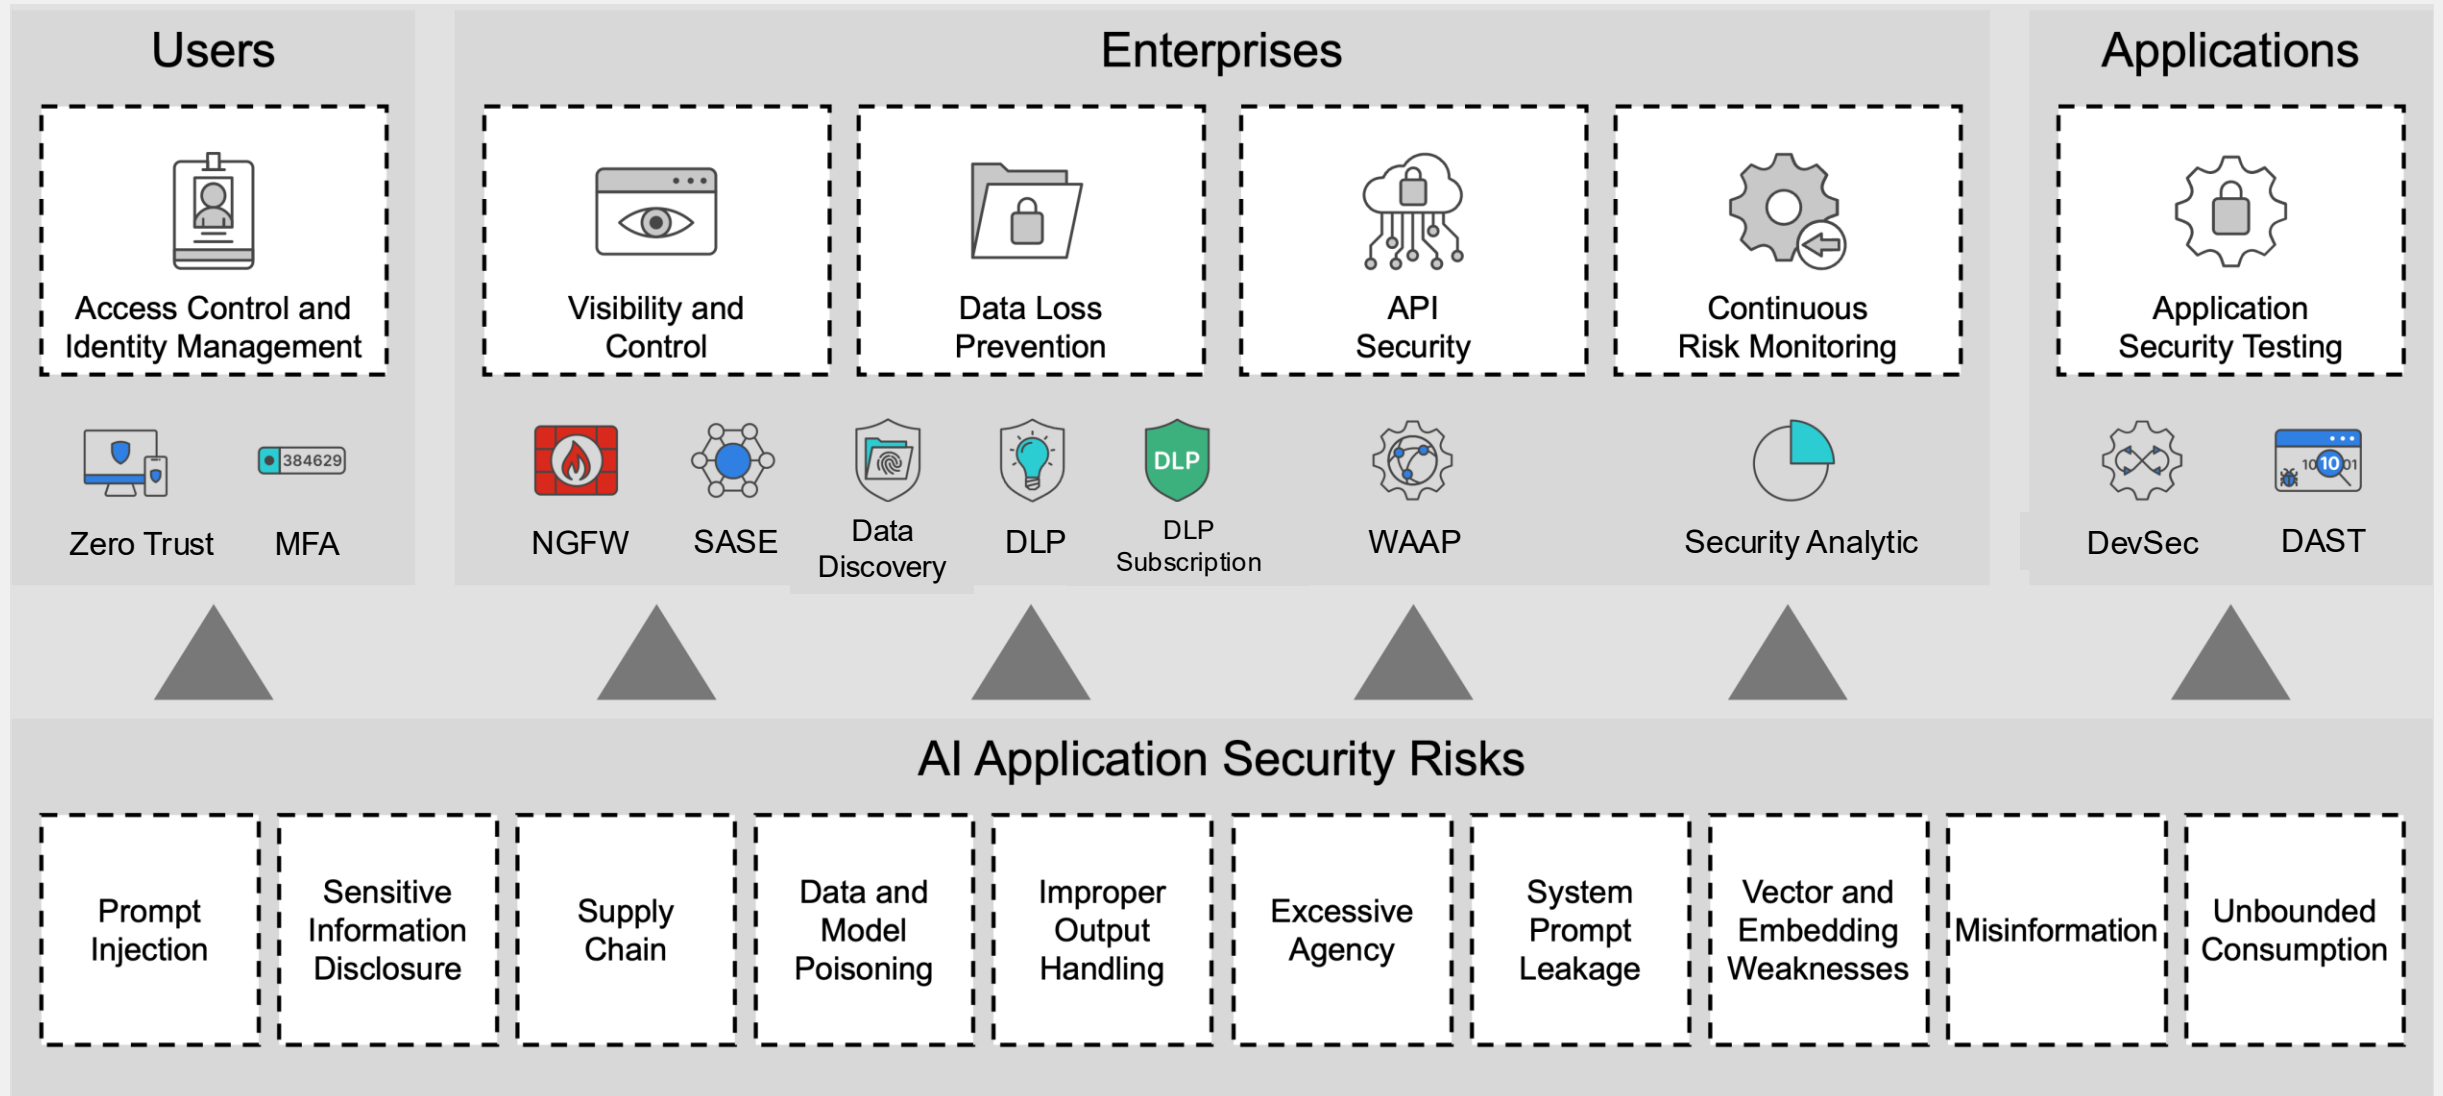 Users
Enterprises
Applications
Access Control and
Identity Management
Visibility and
Control
Data Loss
Prevention
API
Security
Continuous
Risk Monitoring
Application
Security Testing
384629
DLP
10 10 01
Zero Trust
MFA
NGFW
SASE
Data
Discovery
DLP
DLP
Subscription
WAAP
Security Analytic
DevSec
DAST
AI Application Security Risks
Prompt
Injection
Sensitive
Information
Disclosure
Supply
Chain
Data and
Model
Poisoning
Improper
Output
Handling
Excessive
Agency
System
Prompt
Leakage
Vector and
Embedding
Weaknesses
Misinformation
Unbounded
Consumption